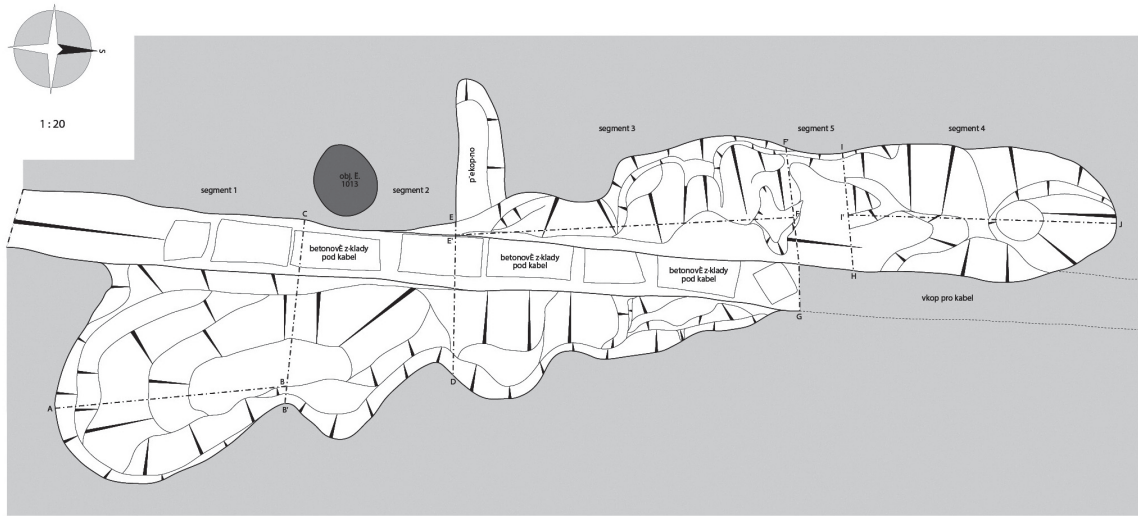 S
1 : 20
segment 1
obj. Ë.
1013
segment 2
p¯ekop-no
segment 3
segment 5
segment 4
C
E
E'
F'
F
I
I'
J
H
betonovÈ z·klady
pod kabel
betonovÈ z·klady
pod kabel
betonovÈ z·klady
pod kabel
vkop pro kabel
G
A
B
B'
D